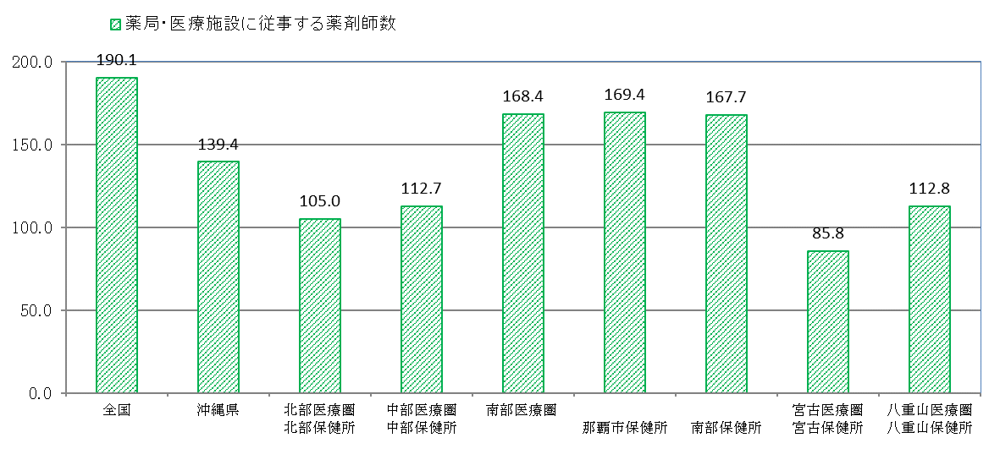 薬局・医療施設に従事する薬剤師数
200.0
150.0
100.0
50.0
0.0
190.1
139.4
105.0
112.7
168.4
169.4
167.7
85.8
112.8
全国
沖縄県
北部医療圏
北部保健所
中部医療圏
中部保健所
南部医療圏
那覇市保健所
南部保健所
宮古医療圏
宮古保健所
八重山医療圏
八重山保健所